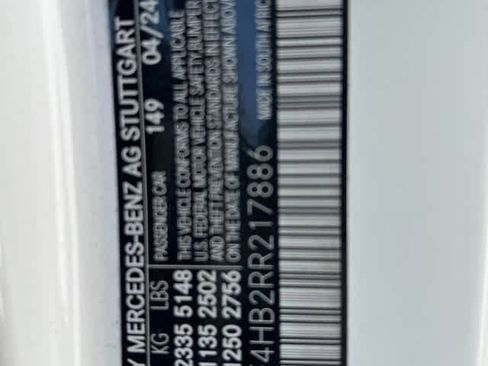 Y MERCEDES-BENZ AG STUTTGART
149 04/24
KG LBS PASSENGER CAR
2335 5148 THIS VEHICLE CONFORMS TO ALL APPLICABLE
1135 2502 U.S. FEDERAL MOTOR VEHICLE SAFETY, BUMPER,
1250 2756 AND THEFT PREVENTION STANDARDS IN EFFECT
ON THE DATE OF MANUFACTURE SHOWN ABOVE
4HB2RR217886 MADE IN SOUTH AFRIC